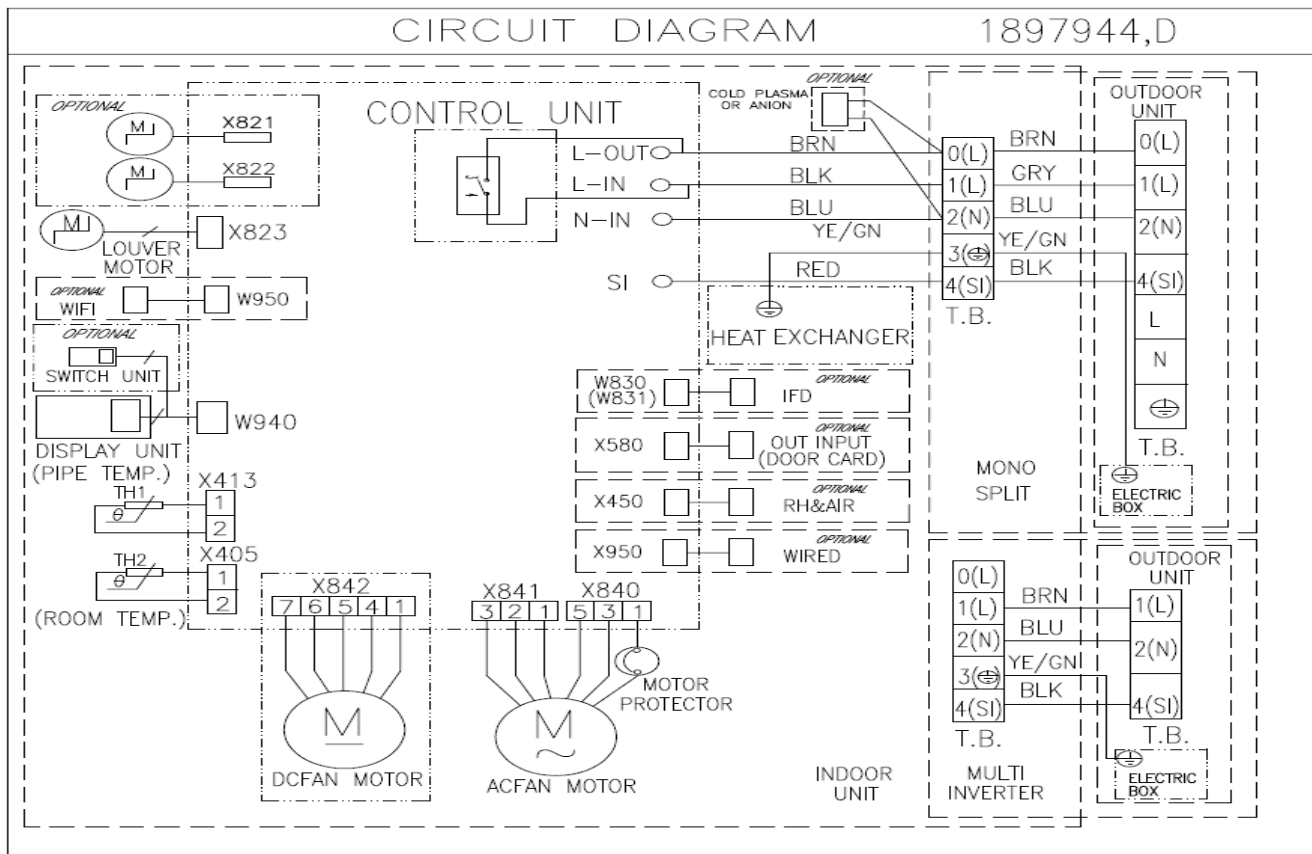 CIRCUIT DIAGRAM 1897944,D
OPTIONAL
M
X821
M
X822
M
X823
LOUVER
MOTOR
OPTIONAL
WIFI
W950
OPTIONAL
SWITCH UNIT
W940
DISPLAY UNIT
(PIPE TEMP.)
X413
TH1
θ
1
2
X405
TH2
θ
1
2
(ROOM TEMP.)
CONTROL UNIT
L-OUT
L-IN
N-IN
SI
BRN
BLK
BLU
YE/GN
RED
OPTIONAL
COLD PLASMA
OR ANION
HEAT EXCHANGER
W830
(W831)
OPTIONAL
IFD
X580
OPTIONAL
OUT INPUT
(DOOR CARD)
X450
OPTIONAL
RH&AIR
X950
OPTIONAL
WIRED
X842
7 6 5 4 1
M
DCFAN MOTOR
X841
3 2 1
X840
5 3 1
MOTOR
PROTECTOR
M
~
ACFAN MOTOR
INDOOR
UNIT
0(L)
1(L)
2(N)
3(⏚)
4(SI)
T.B.
BRN
GRY
BLU
YE/GN
BLK
MONO
SPLIT
OUTDOOR
UNIT
0(L)
1(L)
2(N)
4(SI)
L
N
T.B.
ELECTRIC
BOX
0(L)
1(L)
2(N)
3(⏚)
4(SI)
T.B.
BRN
BLU
YE/GN
BLK
MULTI
INVERTER
OUTDOOR
UNIT
1(L)
2(N)
4(SI)
T.B.
ELECTRIC
BOX